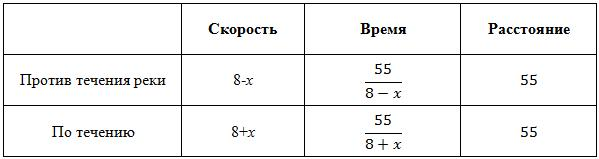 Скорость Время Расстояние
Против течения реки 8-x 55/(8 − x) 55
По течению 8+x 55/(8 + x) 55